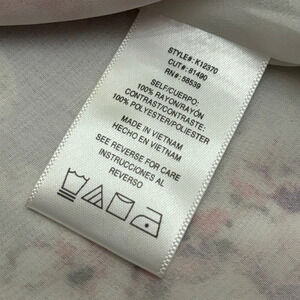 STYLE#: K12370
CUT#: 61490
RN#: 58539
SELF/CUERPO:
100% RAYON/RAYÓN
CONTRAST/CONTRASTE:
100% POLYESTER/POLIESTER
MADE IN VIETNAM
HECHO EN VIETNAM
SEE REVERSE FOR CARE
INSTRUCCIONES AL
REVERSO